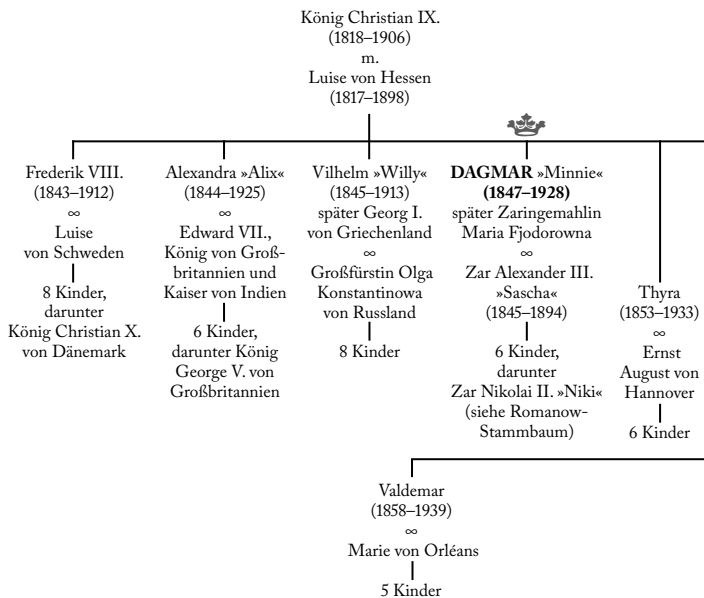 König Christian IX.
(1818–1906)
m.
Luise von Hessen
(1817–1898)
Frederik VIII.
(1843–1912)
∞
Luise
von Schweden
8 Kinder,
darunter
König Christian X.
von Dänemark
Alexandra »Alix«
(1844–1925)
∞
Edward VII.,
König von Groß-
britannien und
Kaiser von Indien
6 Kinder,
darunter König
George V. von
Großbritannien
Vilhelm »Willy«
(1845–1913)
später Georg I.
von Griechenland
∞
Großfürstin Olga
Konstantinowa
von Russland
8 Kinder
DAGMAR »Minnie«
(1847–1928)
später Zaringemahlin
Maria Fjodorowna
∞
Zar Alexander III.
»Sascha«
(1845–1894)
6 Kinder,
darunter
Zar Nikolai II. »Niki«
(siehe Romanow-
Stammbaum)
Thyra
(1853–1933)
∞
Ernst
August von
Hannover
6 Kinder
Valdemar
(1858–1939)
∞
Marie von Orléans
5 Kinder